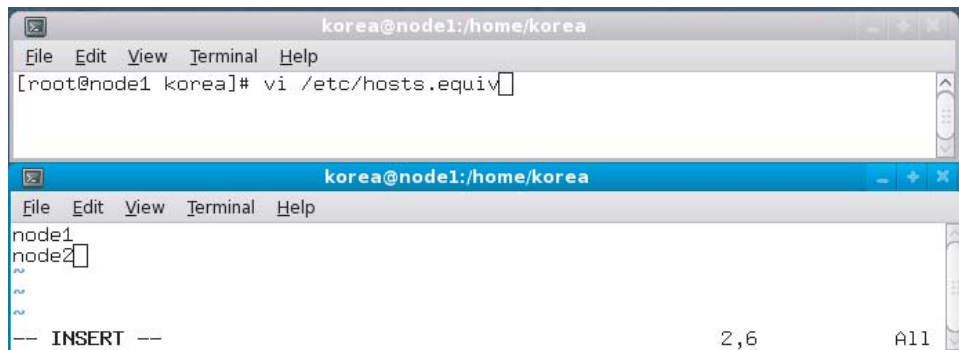 korea@node1:/home/korea
File Edit View Terminal Help
[root@node1 korea]# vi /etc/hosts.equiv
korea@node1:/home/korea
File Edit View Terminal Help
node1
node2
~
~
~
-- INSERT -- 2,6 All